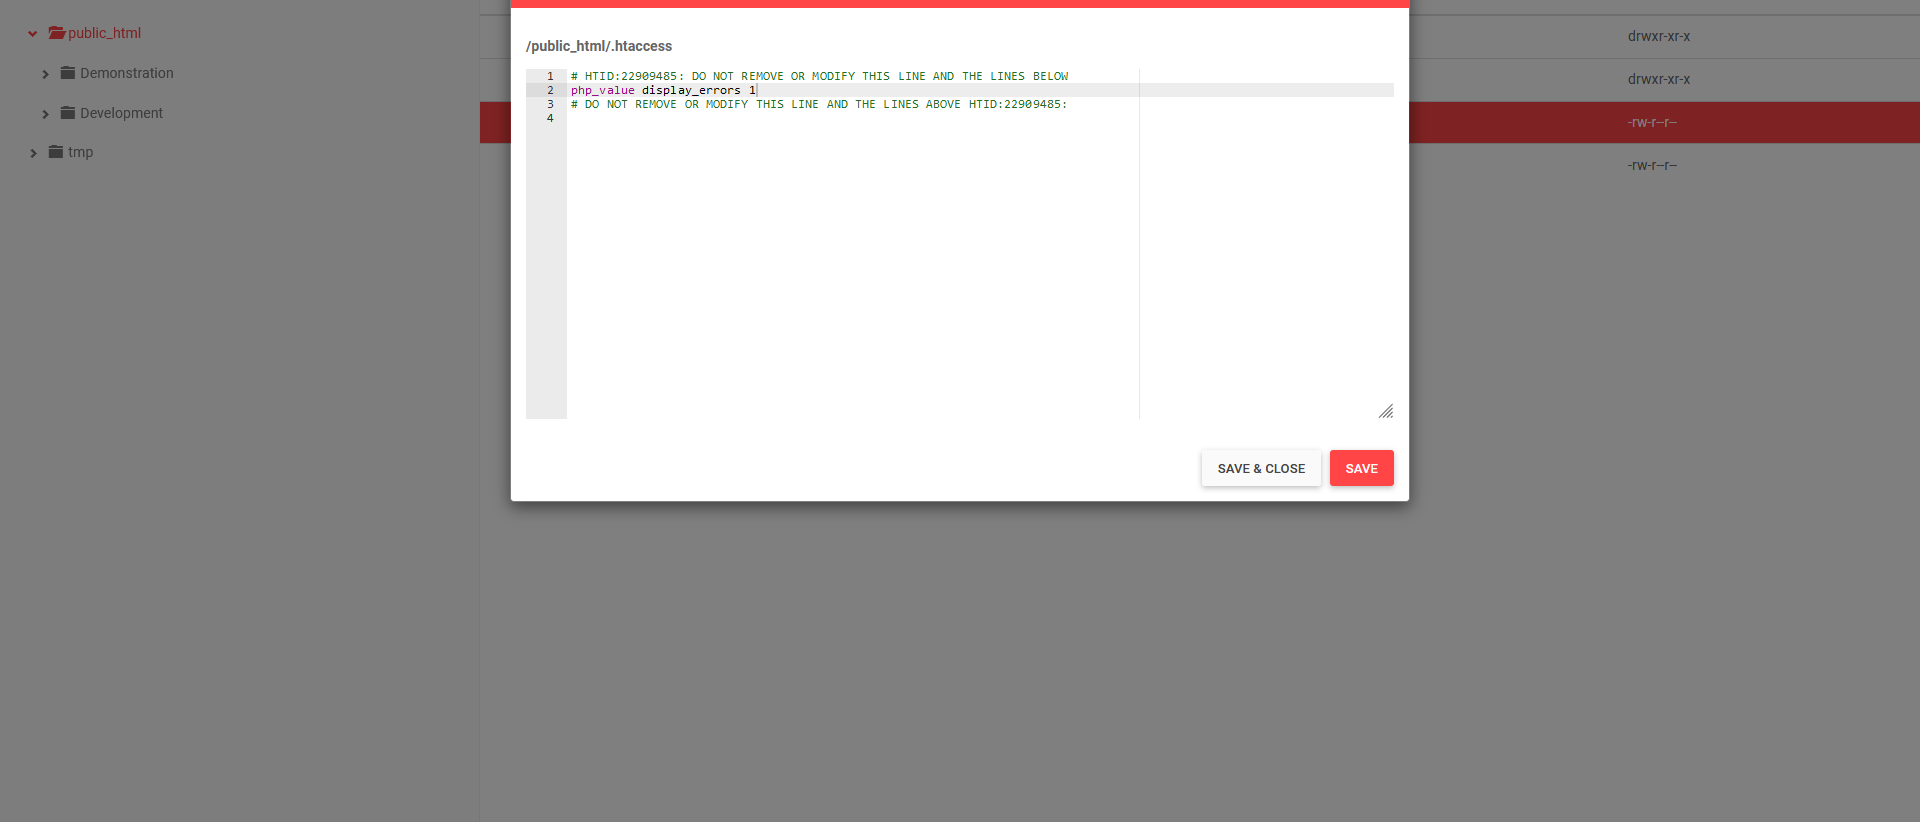 public_html
Demonstration
Development
tmp
/public_html/.htaccess
1 # HTID:22909485: DO NOT REMOVE OR MODIFY THIS LINE AND THE LINES BELOW
2 php_value display_errors 1
3 # DO NOT REMOVE OR MODIFY THIS LINE AND THE LINES ABOVE HTID:22909485:
4
SAVE & CLOSE SAVE
drwxr-xr-x
drwxr-xr-x
-rw-r--r--
-rw-r--r--